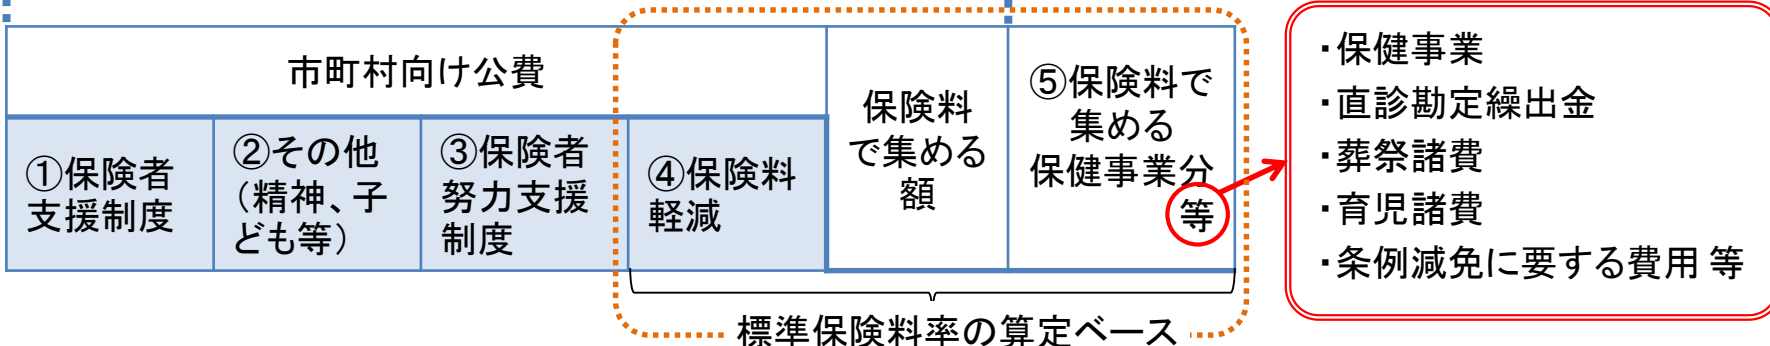 市町村向け公費
①保険者
支援制度
②その他
（精神、子
ども等）
③保険者
努力支援
制度
④保険料
軽減
保険料
で集める
額
⑤保険料で
集める
保健事業分
等
標準保険料率の算定ベース
・保健事業
・直診勘定繰出金
・葬祭諸費
・育児諸費
・条例減免に要する費用 等